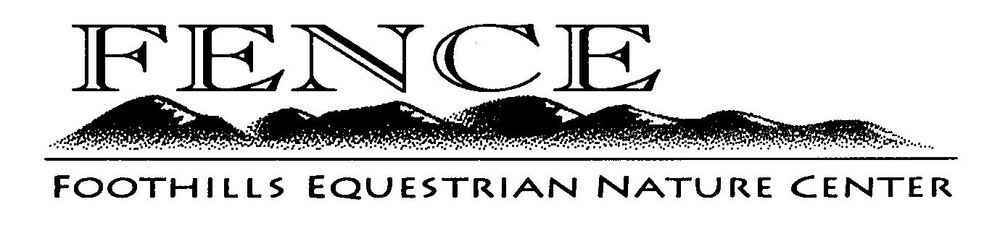 FENCE
FOOTHILLS EQUESTRIAN NATURE CENTER